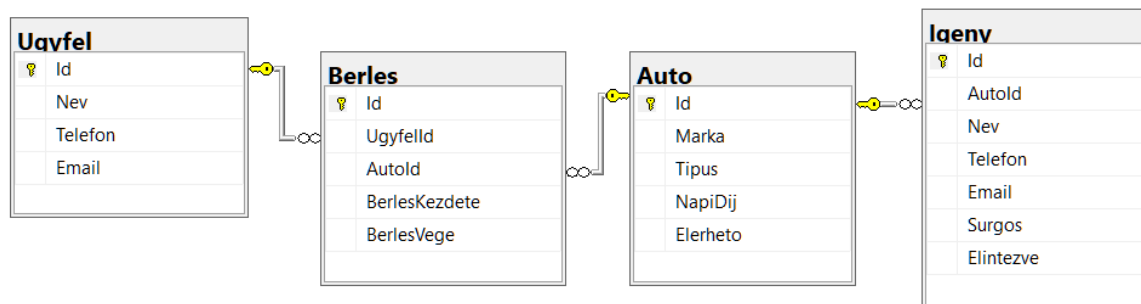 Ugyfel
Id
Nev
Telefon
Email
Berles
Id
UgyfelId
AutoId
BerlesKezdete
BerlesVege
Auto
Id
Marka
Tipus
NapiDij
Elerheto
Igeny
Id
AutoId
Nev
Telefon
Email
Surgos
Elintezve